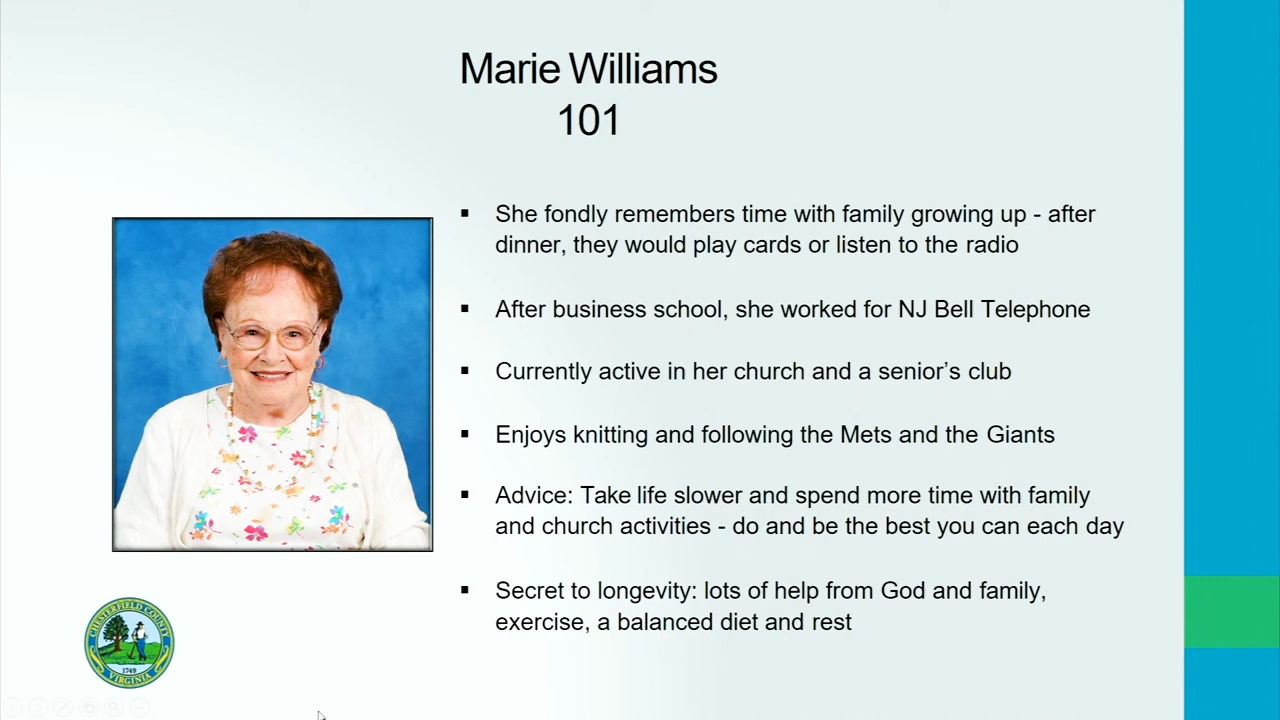 Marie Williams
101
▪ She fondly remembers time with family growing up - after
dinner, they would play cards or listen to the radio
▪ After business school, she worked for NJ Bell Telephone
▪ Currently active in her church and a senior’s club
▪ Enjoys knitting and following the Mets and the Giants
▪ Advice: Take life slower and spend more time with family
and church activities - do and be the best you can each day
▪ Secret to longevity: lots of help from God and family,
exercise, a balanced diet and rest
CHESTERFIELD COUNTY
1749
VIRGINIA